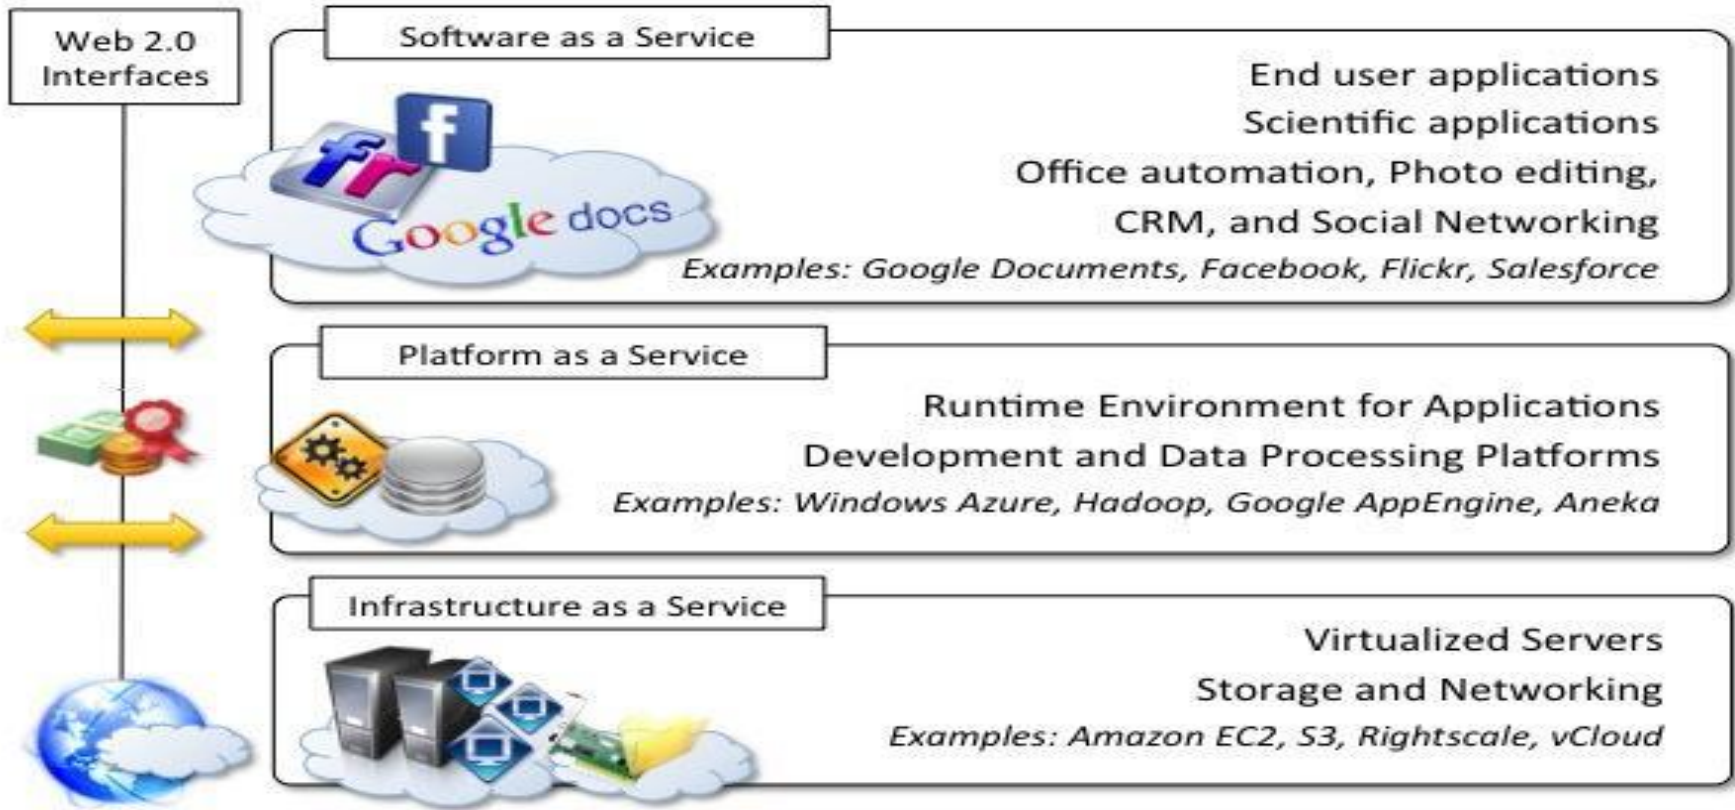 Web 2.0
Interfaces
Software as a Service
End user applications
Scientific applications
Office automation, Photo editing,
CRM, and Social Networking
Examples: Google Documents, Facebook, Flickr, Salesforce
f
fr
Google docs
Platform as a Service
Runtime Environment for Applications
Development and Data Processing Platforms
Examples: Windows Azure, Hadoop, Google AppEngine, Aneka
Infrastructure as a Service
Virtualized Servers
Storage and Networking
Examples: Amazon EC2, S3, Rightscale, vCloud